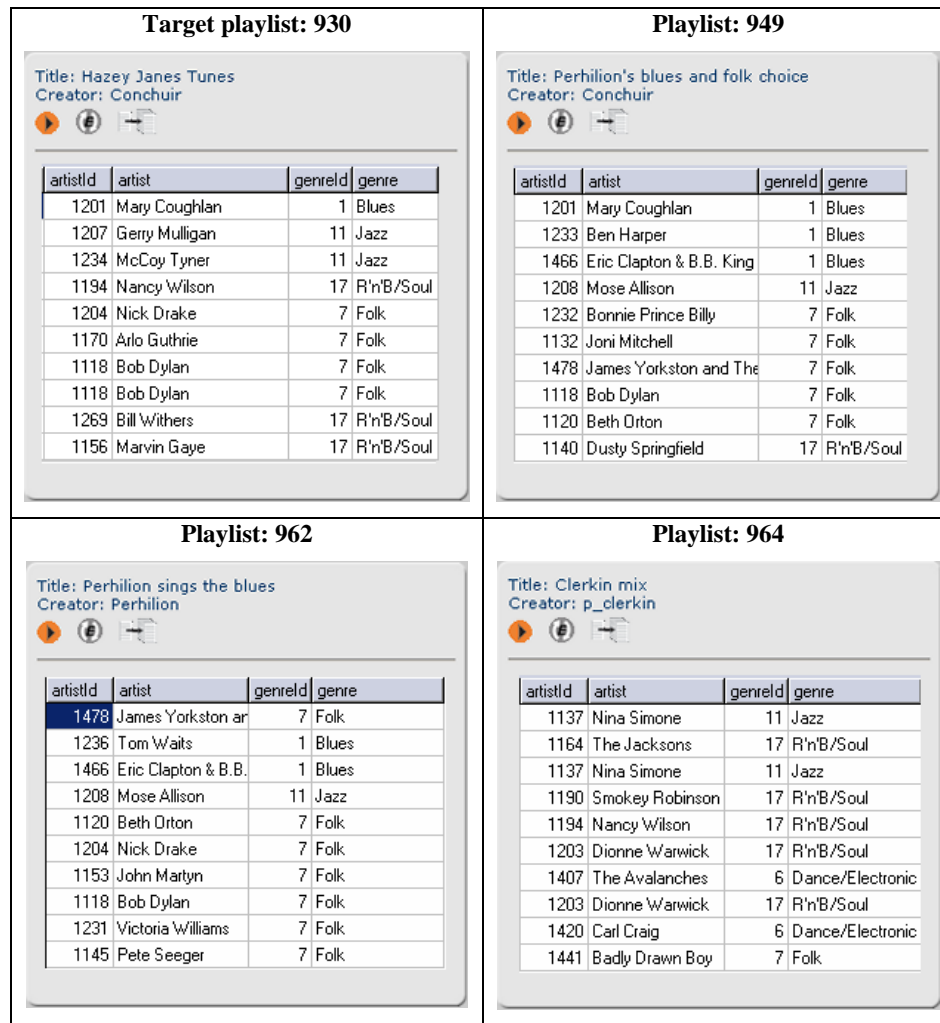 Target playlist: 930
Title: Hazey Janes Tunes
Creator: Conchuir
artistId artist genreId genre
1201 Mary Coughlan 1 Blues
1207 Gerry Mulligan 11 Jazz
1234 McCoy Tyner 11 Jazz
1194 Nancy Wilson 17 R'n'B/Soul
1204 Nick Drake 7 Folk
1170 Arlo Guthrie 7 Folk
1118 Bob Dylan 7 Folk
1118 Bob Dylan 7 Folk
1269 Bill Withers 17 R'n'B/Soul
1156 Marvin Gaye 17 R'n'B/Soul
Playlist: 949
Title: Perhilion's blues and folk choice
Creator: Conchuir
artistId artist genreId genre
1201 Mary Coughlan 1 Blues
1233 Ben Harper 1 Blues
1466 Eric Clapton & B.B. King 1 Blues
1208 Mose Allison 11 Jazz
1232 Bonnie Prince Billy 7 Folk
1132 Joni Mitchell 7 Folk
1478 James Yorkston and The 7 Folk
1118 Bob Dylan 7 Folk
1120 Beth Orton 7 Folk
1140 Dusty Springfield 17 R'n'B/Soul
Playlist: 962
Title: Perhilion sings the blues
Creator: Perhilion
artistId artist genreId genre
1478 James Yorkston ar 7 Folk
1236 Tom Waits 1 Blues
1466 Eric Clapton & B.B. 1 Blues
1208 Mose Allison 11 Jazz
1120 Beth Orton 7 Folk
1204 Nick Drake 7 Folk
1153 John Martyn 7 Folk
1118 Bob Dylan 7 Folk
1231 Victoria Williams 7 Folk
1145 Pete Seeger 7 Folk
Playlist: 964
Title: Clerkin mix
Creator: p_clerkin
artistId artist genreId genre
1137 Nina Simone 11 Jazz
1164 The Jacksons 17 R'n'B/Soul
1137 Nina Simone 11 Jazz
1190 Smokey Robinson 17 R'n'B/Soul
1194 Nancy Wilson 17 R'n'B/Soul
1203 Dionne Warwick 17 R'n'B/Soul
1407 The Avalanches 6 Dance/Electronic
1203 Dionne Warwick 17 R'n'B/Soul
1420 Carl Craig 6 Dance/Electronic
1441 Badly Drawn Boy 7 Folk